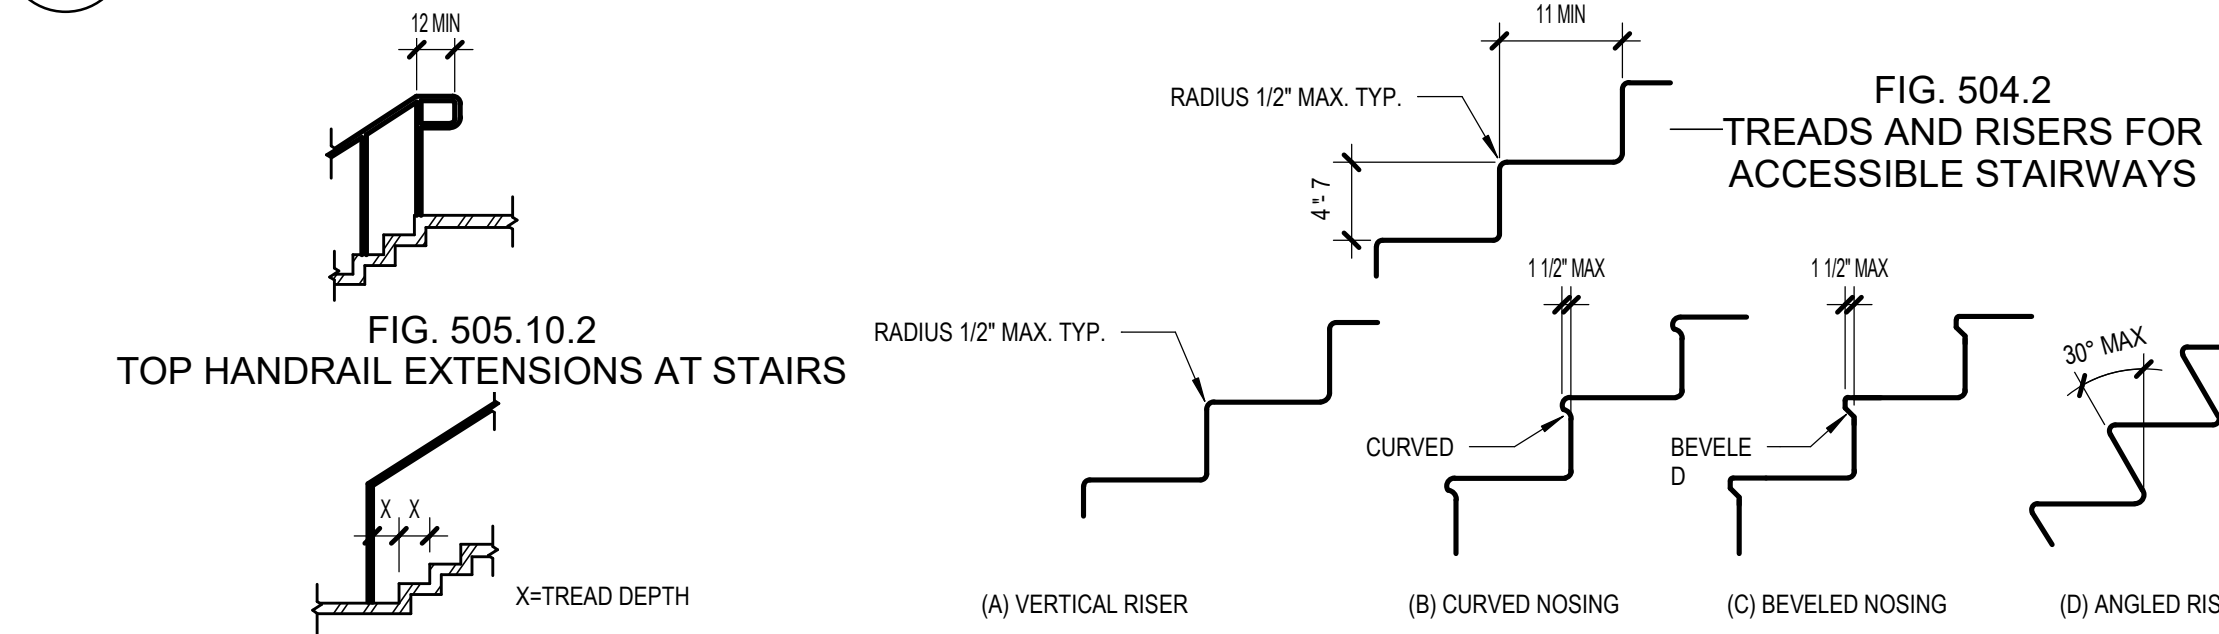 12 MIN
FIG. 505.10.2
TOP HANDRAIL EXTENSIONS AT STAIRS
X X
X=TREAD DEPTH
11 MIN
RADIUS 1/2" MAX. TYP.
4"- 7
FIG. 504.2
TREADS AND RISERS FOR
ACCESSIBLE STAIRWAYS
RADIUS 1/2" MAX. TYP.
(A) VERTICAL RISER
1 1/2" MAX
CURVED
(B) CURVED NOSING
1 1/2" MAX
BEVELE
D
(C) BEVELED NOSING
30° MAX
(D) ANGLED RIS